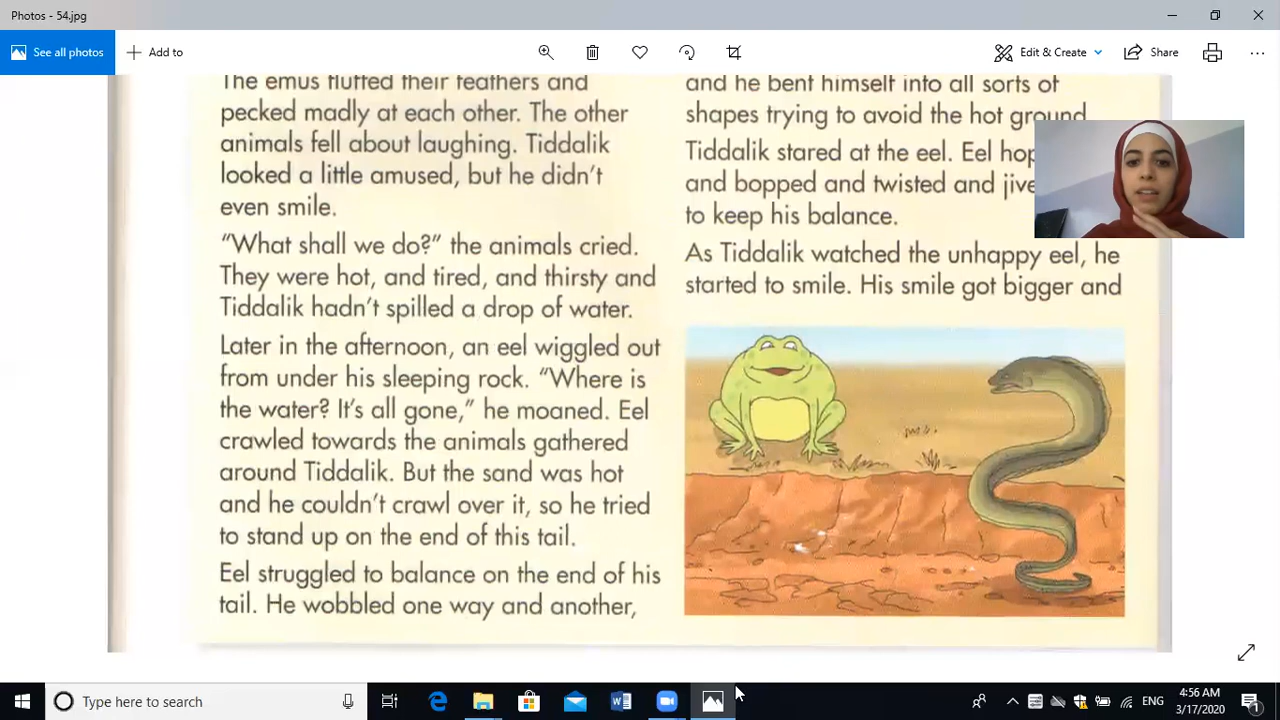 Photos - 54.jpg
See all photos
Add to
Edit & Create
Share
The emus fluffed their feathers and
pecked madly at each other. The other
animals fell about laughing. Tiddalik
looked a little amused, but he didn't
even smile.
"What shall we do?" the animals cried.
They were hot, and tired, and thirsty and
Tiddalik hadn't spilled a drop of water.
Later in the afternoon, an eel wiggled out
from under his sleeping rock. "Where is
the water? It's all gone," he moaned. Eel
crawled towards the animals gathered
around Tiddalik. But the sand was hot
and he couldn't crawl over it, so he tried
to stand up on the end of this tail.
Eel struggled to balance on the end of his
tail. He wobbled one way and another,
and he bent himself into all sorts of
shapes trying to avoid the hot ground
Tiddalik stared at the eel. Eel hop
and bopped and twisted and jive
to keep his balance.
As Tiddalik watched the unhappy eel, he
started to smile. His smile got bigger and
Type here to search
ENG
4:56 AM
3/17/2020
1